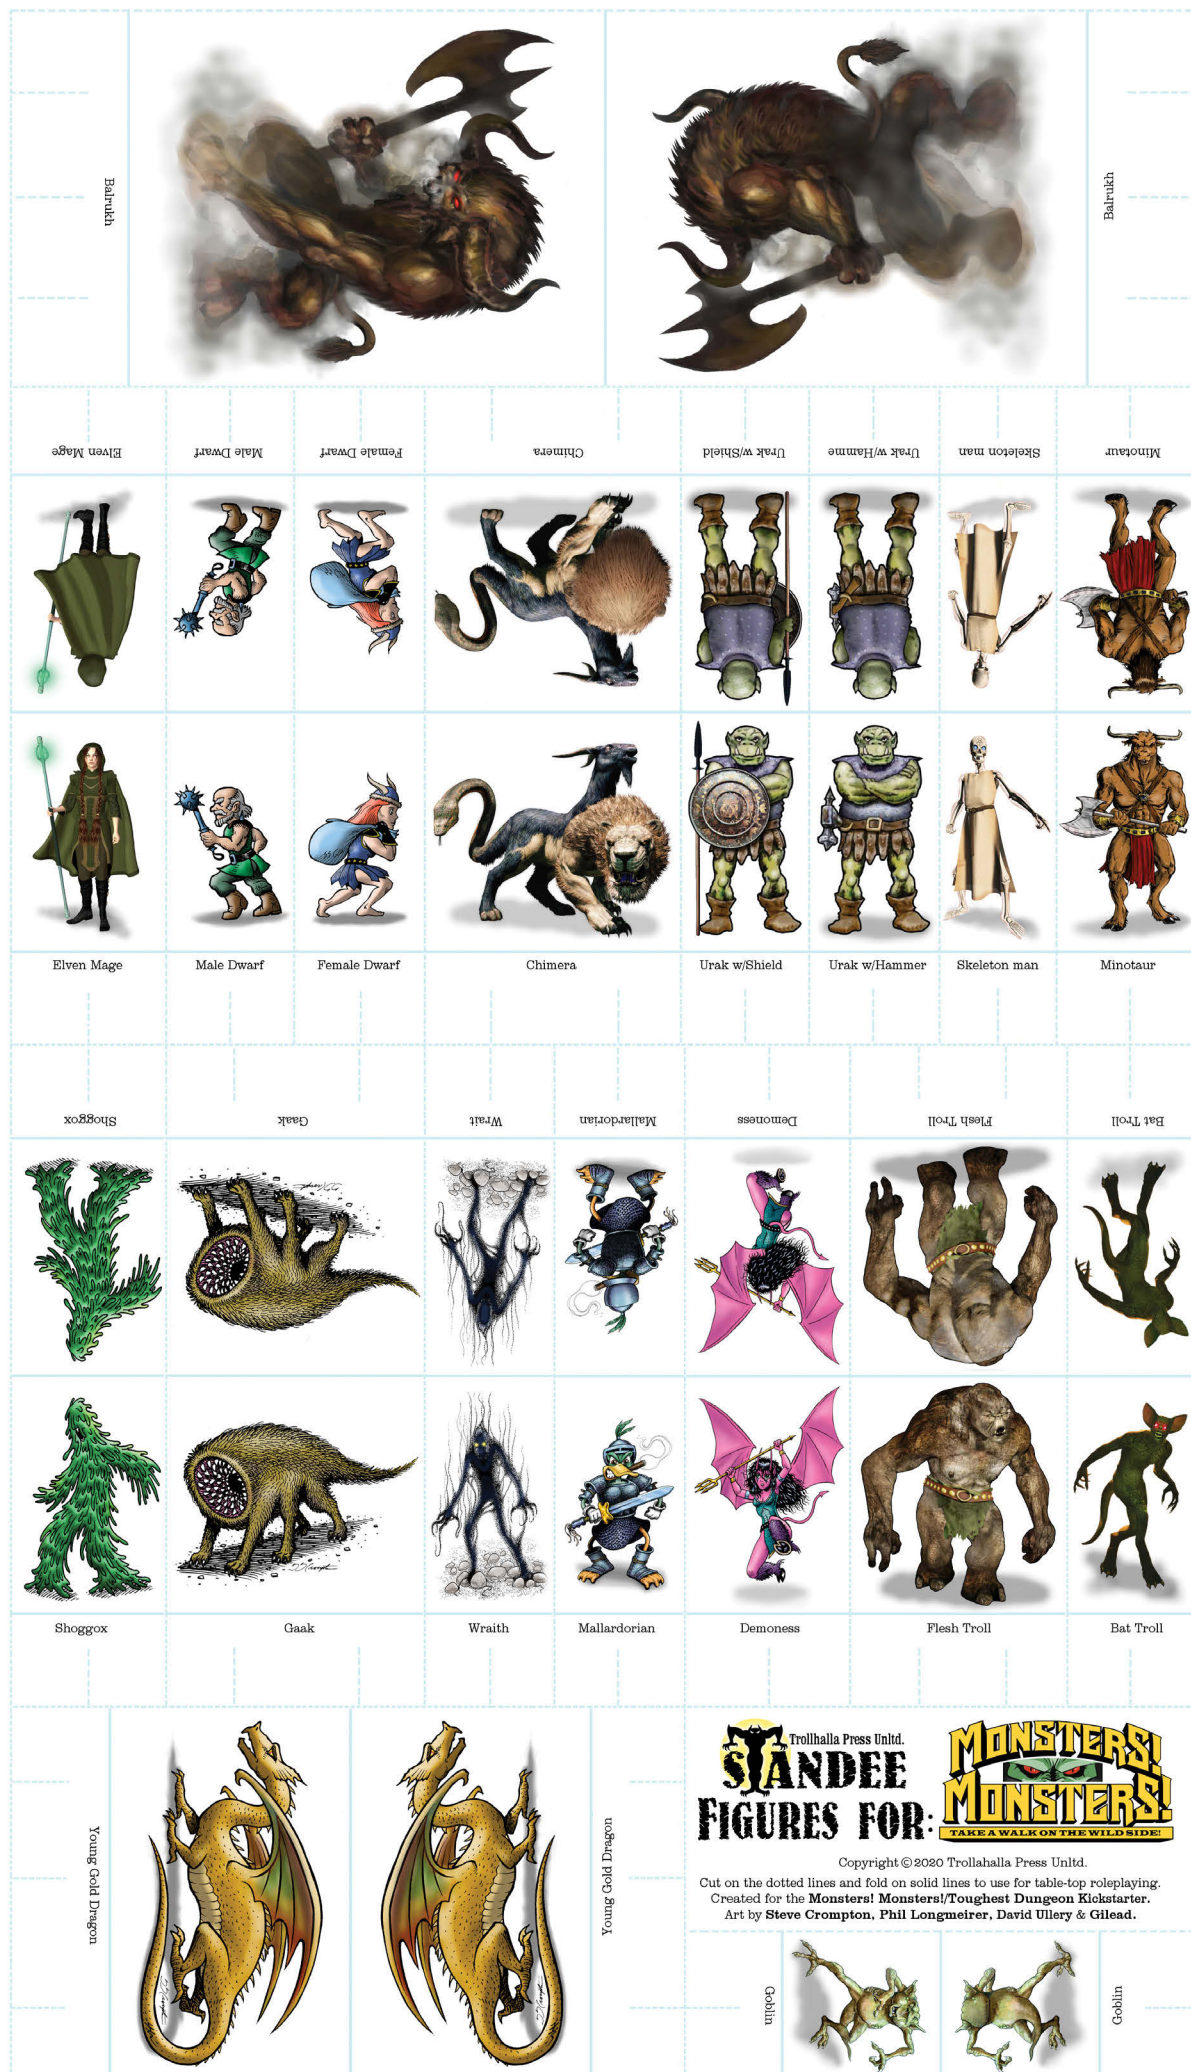 Balrukh
Balrukh
Elven Mage
Male Dwarf
Female Dwarf
Chimera
Urak w/Shield
Urak w/Hamme
Skeleton man
Minotaur
Elven Mage
Male Dwarf
Female Dwarf
Chimera
Urak w/Shield
Urak w/Hammer
Skeleton man
Minotaur
Shoggox
Gaak
Wrait
Mallardorian
Demoness
Flesh Troll
Bat Troll
Shoggox
Gaak
Wraith
Mallardorian
Demoness
Flesh Troll
Bat Troll
Young Gold Dragon
Young Gold Dragon
Trollhalla Press Unltd.
STANDEE
FIGURES FOR:
MONSTERS!
MONSTERS!
TAKE A WALK ON THE WILD SIDE!
Copyright © 2020 Trollahalla Press Unltd.
Cut on the dotted lines and fold on solid lines to use for table-top roleplaying.
Created for the Monsters! Monsters!/Toughest Dungeon Kickstarter.
Art by Steve Crompton, Phil Longmeirer, David Ullery & Gilead.
Goblin
Goblin